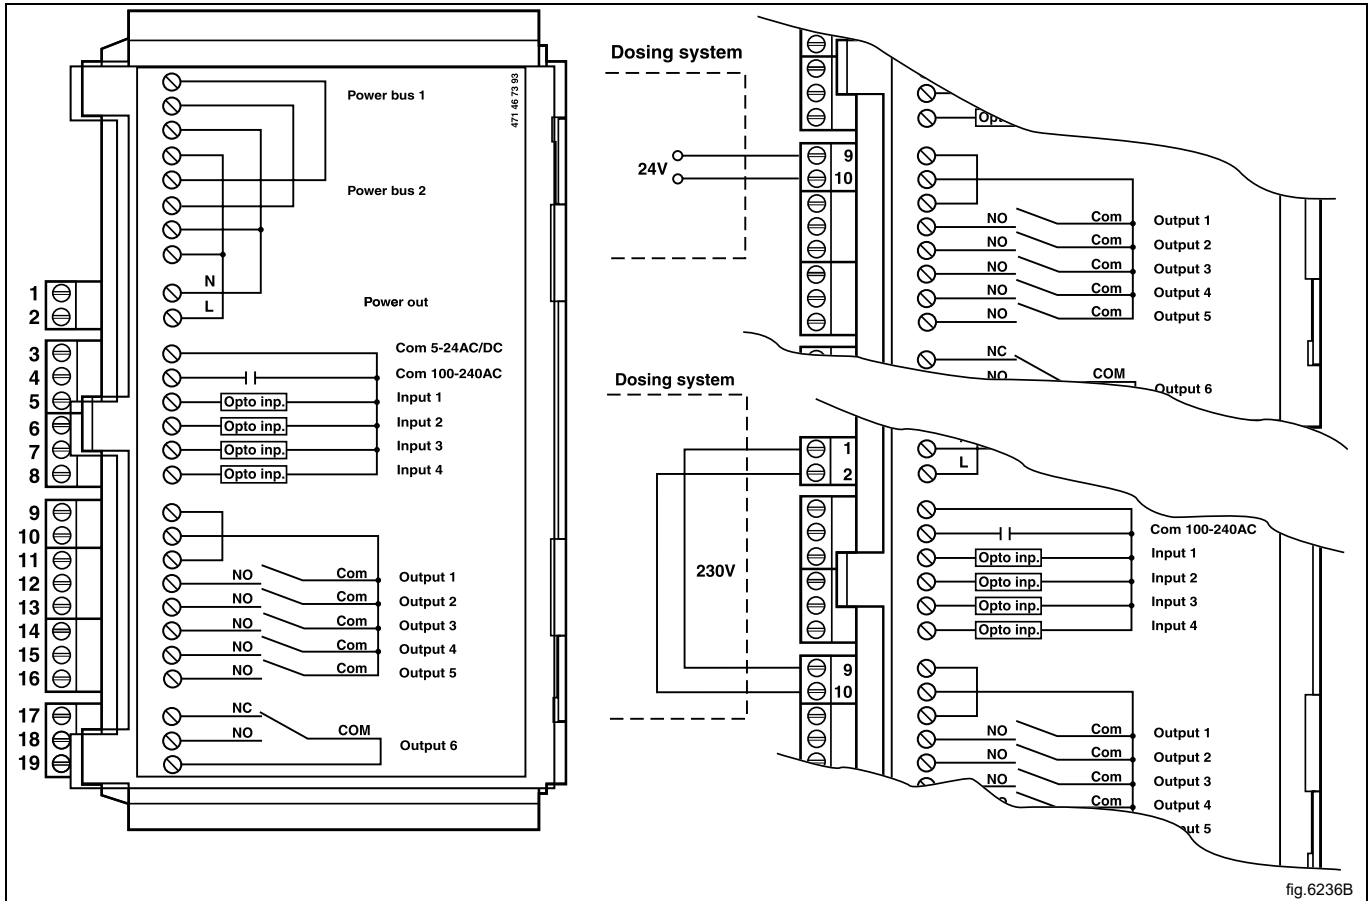 471 46 73 93
Power bus 1
Power bus 2
N
L
Power out
1
2
3
4
5
6
7
8
Com 5-24AC/DC
Com 100-240AC
Opto inp. Input 1
Opto inp. Input 2
Opto inp. Input 3
Opto inp. Input 4
9
10
11
12
13
14
15
16
NO Com Output 1
NO Com Output 2
NO Com Output 3
NO Com Output 4
NO Com Output 5
17
18
19
NC
NO
COM
Output 6
Dosing system
24V
9
10
NO Com Output 1
NO Com Output 2
NO Com Output 3
NO Com Output 4
NO Com Output 5
NC
NO
COM
Output 6
Dosing system
230V
1
2
L
Com 100-240AC
Opto inp. Input 1
Opto inp. Input 2
Opto inp. Input 3
Opto inp. Input 4
9
10
NO Com Output 1
NO Com Output 2
NO Com Output 3
Com Output 4
fig.6236B